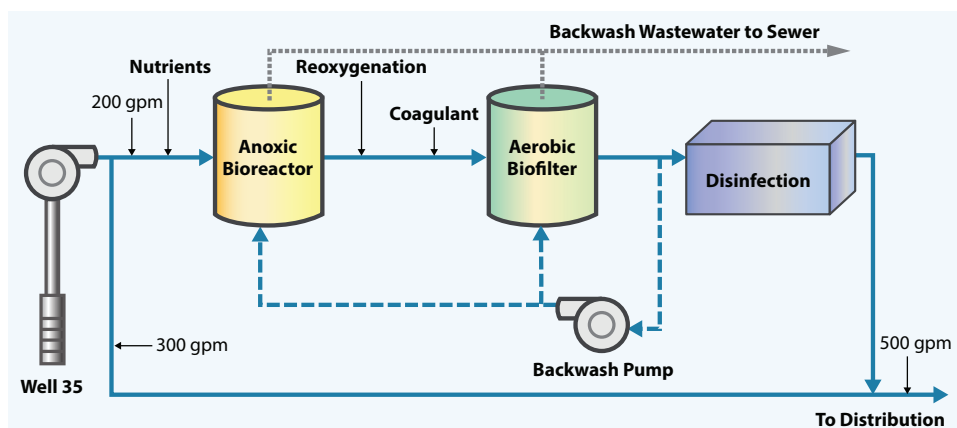 Backwash Wastewater to Sewer
Nutrients
Reoxygenation
200 gpm
Coagulant
Anoxic
Bioreactor
Aerobic
Biofilter
Disinfection
300 gpm
500 gpm
Well 35
Backwash Pump
To Distribution